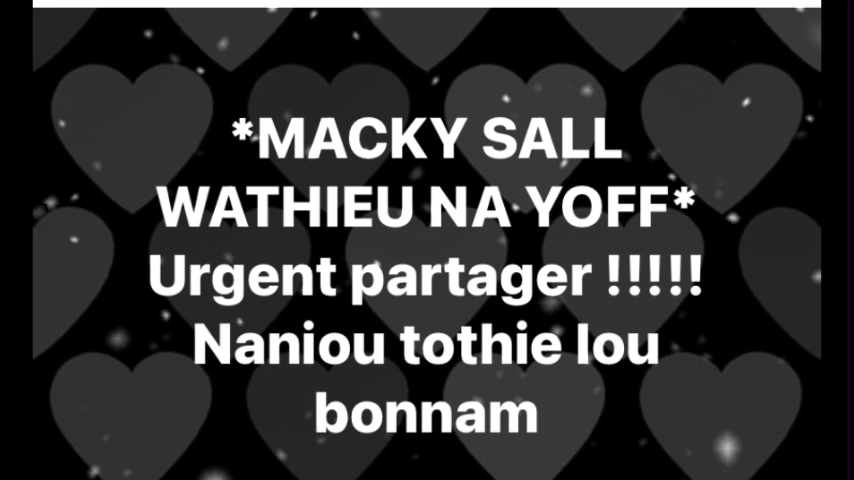 *MACKY SALL
WATHIEU NA YOFF*
Urgent partager !!!!!
Naniou tothie lou
bonnam